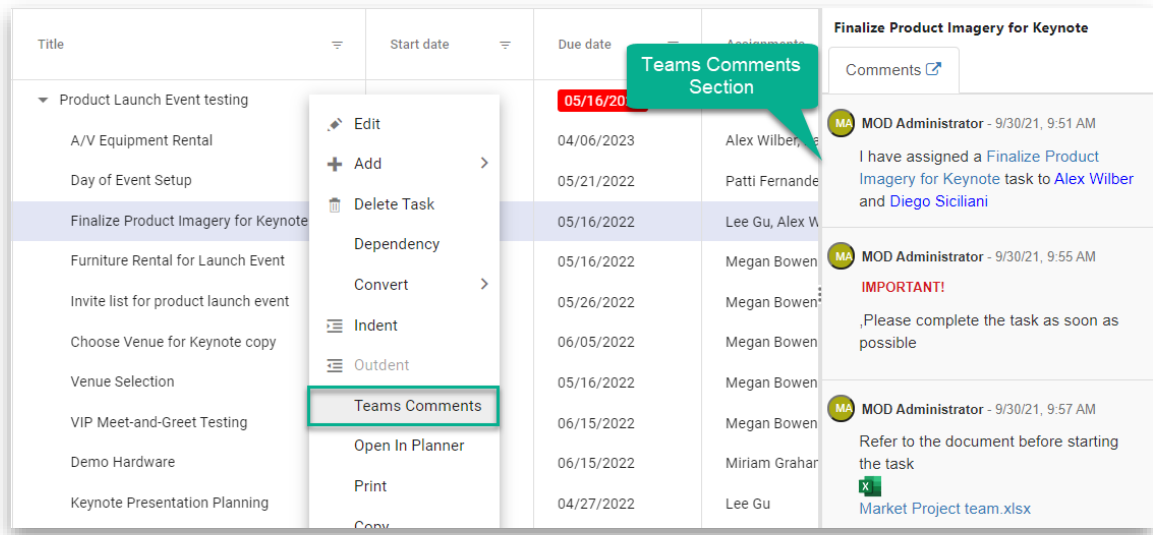 Title
Start date
Due date
Finalize Product Imagery for Keynote
Comments
Teams Comments
Section
Product Launch Event testing
05/16/20
A/V Equipment Rental
04/06/2023
Alex Wilber,
Day of Event Setup
05/21/2022
Patti Fernande
Finalize Product Imagery for Keynote
05/16/2022
Lee Gu, Alex W
Furniture Rental for Launch Event
05/16/2022
Megan Bowen
Invite list for product launch event
05/26/2022
Megan Bowen
Choose Venue for Keynote copy
06/05/2022
Megan Bowen
Venue Selection
05/16/2022
Megan Bowen
VIP Meet-and-Greet Testing
06/15/2022
Megan Bowen
Demo Hardware
06/15/2022
Miriam Graham
Keynote Presentation Planning
04/27/2022
Lee Gu
Edit
Add
Delete Task
Dependency
Convert
Indent
Outdent
Teams Comments
Open In Planner
Print
Copy
MA MOD Administrator - 9/30/21, 9:51 AM
I have assigned a Finalize Product
Imagery for Keynote task to Alex Wilber
and Diego Siciliani
MA MOD Administrator - 9/30/21, 9:55 AM
IMPORTANT!
,Please complete the task as soon as
possible
MA MOD Administrator - 9/30/21, 9:57 AM
Refer to the document before starting
the task
Market Project team.xlsx